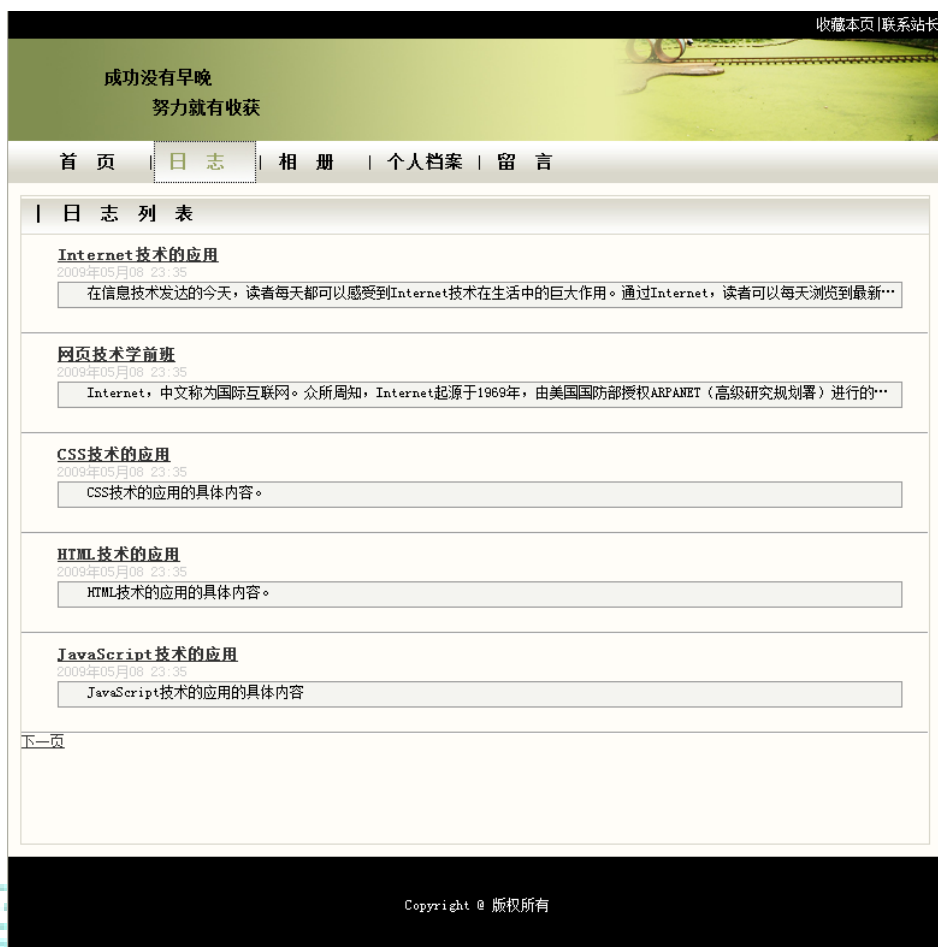 收藏本页|联系站长
成功没有早晚
努力就有收获
首 页 | 日 志 | 相 册 | 个人档案 | 留 言
| 日 志 列 表
Internet技术的应用
2009年05月08 23:35
在信息技术发达的今天，读者每天都可以感受到Internet技术在生活中的巨大作用。通过Internet，读者可以每天浏览到最新…
网页技术学前班
2009年05月08 23:35
Internet，中文称为国际互联网。众所周知，Internet起源于1969年，由美国国防部授权ARPANET（高级研究规划署）进行的…
CSS技术的应用
2009年05月08 23:35
CSS技术的应用的具体内容。
HTML技术的应用
2009年05月08 23:35
HTML技术的应用的具体内容。
JavaScript技术的应用
2009年05月08 23:35
JavaScript技术的应用的具体内容
下一页
Copyright @ 版权所有